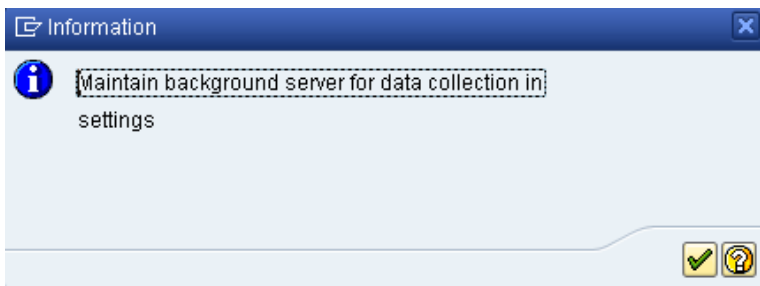 Information
Maintain background server for data collection in
settings